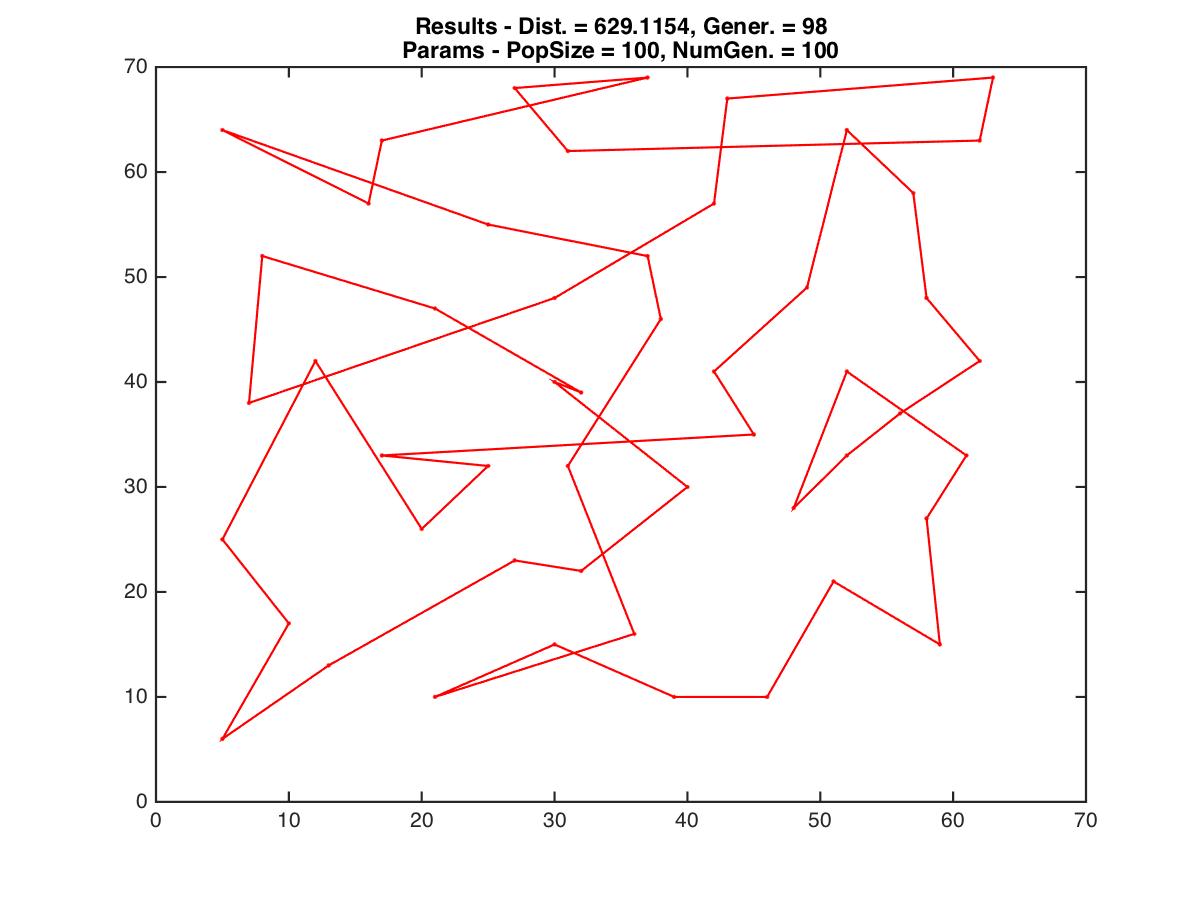 Results - Dist. = 629.1154, Gener. = 98
Params - PopSize = 100, NumGen. = 100
70
60
50
40
30
20
10
0
0 10 20 30 40 50 60 70